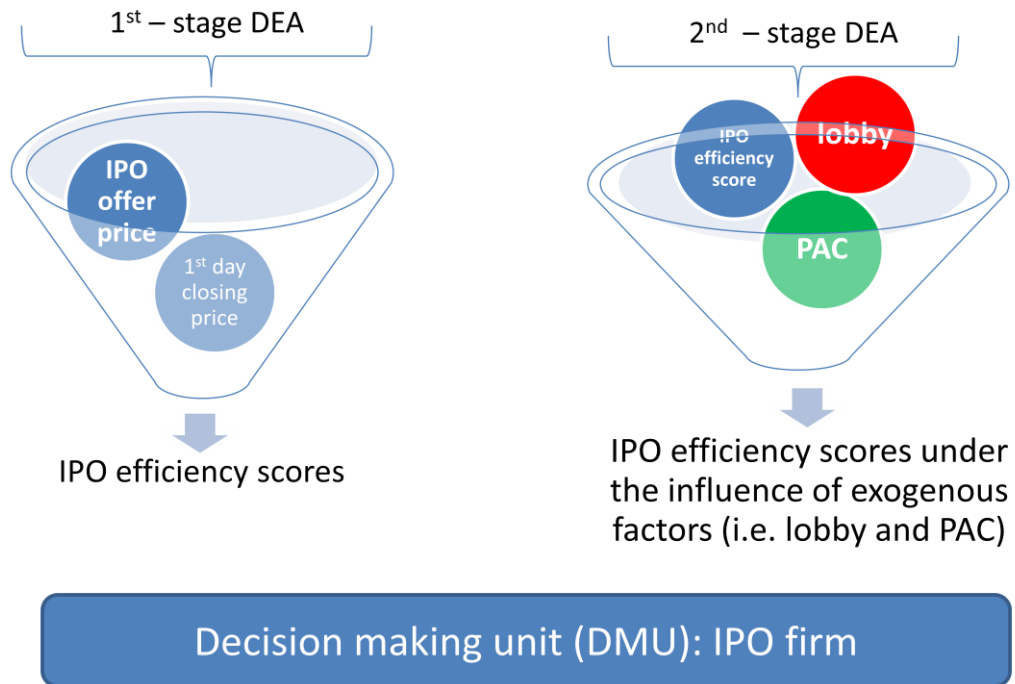 1st – stage DEA
IPO
offer
price
1st day
closing
price
IPO efficiency scores
2nd – stage DEA
IPO
efficiency
score
lobby
PAC
IPO efficiency scores under
the influence of exogenous
factors (i.e. lobby and PAC)
Decision making unit (DMU): IPO firm